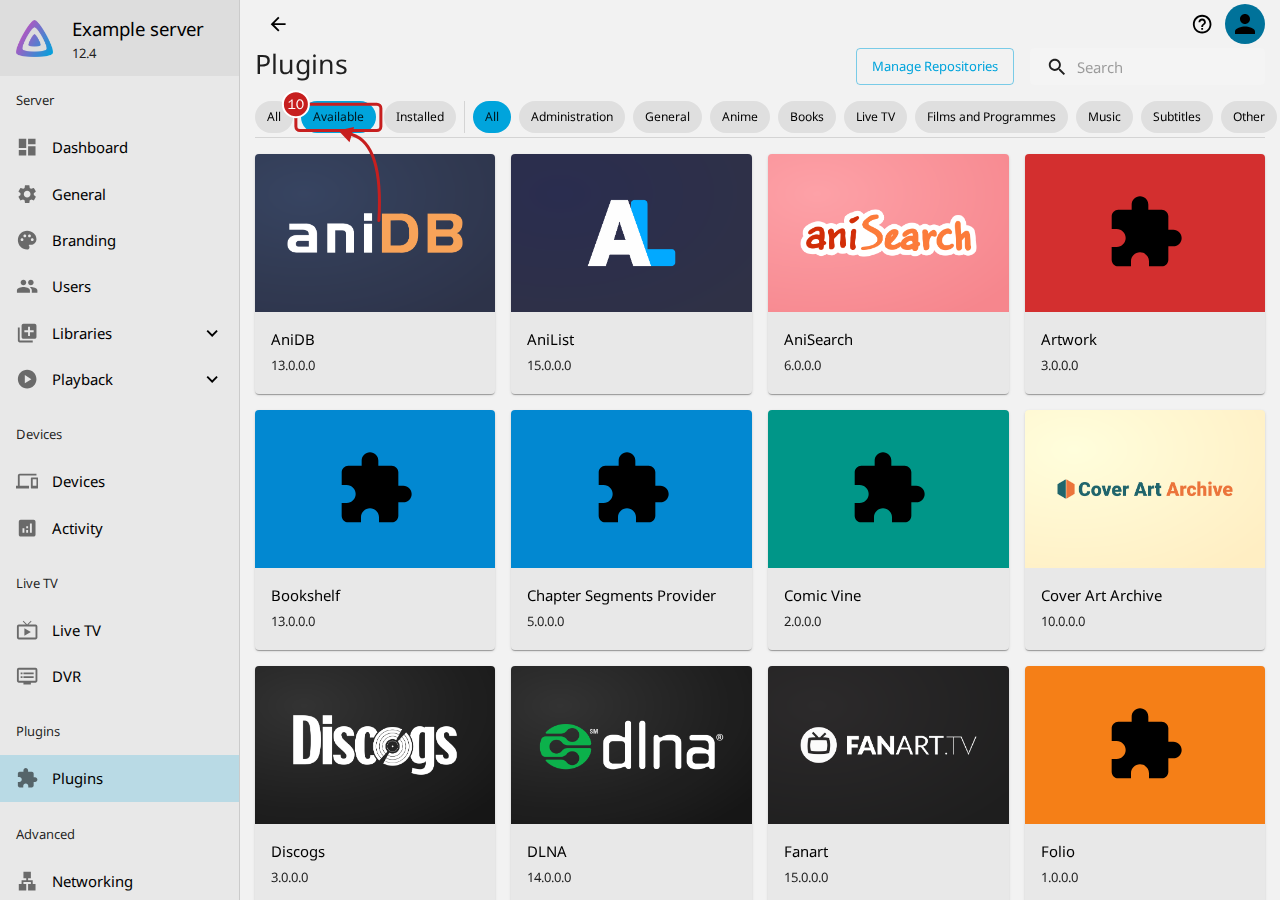 Example server
12.4
Server
Dashboard
General
Branding
Users
Libraries
Playback
Devices
Devices
Activity
Live TV
Live TV
DVR
Plugins
Plugins
Advanced
Networking
Plugins
Manage Repositories
Search
All
10
Available
Installed
All
Administration
General
Anime
Books
Live TV
Films and Programmes
Music
Subtitles
Other
aniDB
AL
aniSearch
AniDB
13.0.0.0
AniList
15.0.0.0
AniSearch
6.0.0.0
Artwork
3.0.0.0
Cover Art Archive
Bookshelf
13.0.0.0
Chapter Segments Provider
5.0.0.0
Comic Vine
2.0.0.0
Cover Art Archive
10.0.0.0
Discogs
dlna® SM
FANART.TV
Discogs
3.0.0.0
DLNA
14.0.0.0
Fanart
15.0.0.0
Folio
1.0.0.0